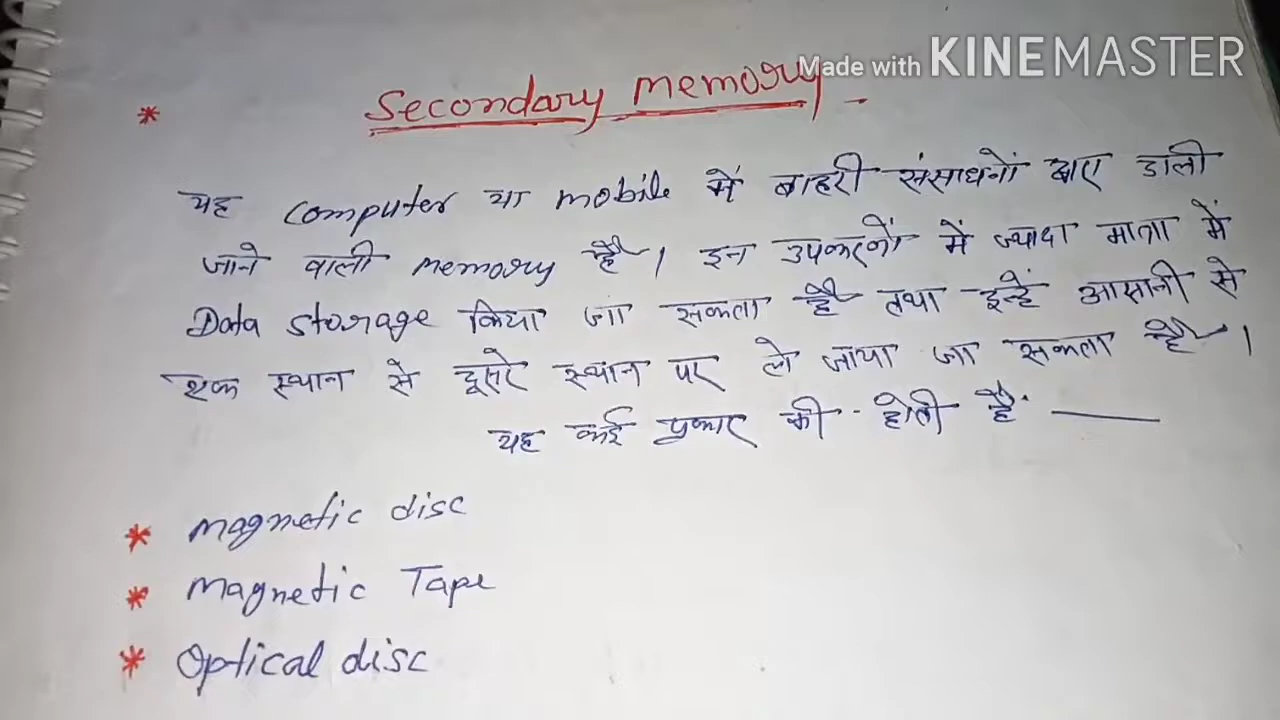 Made with KINEMASTER
* Secondary memory -
यह computer या mobile में बाहरी संसाधनों द्वारा डाली
जाने वाली memory है। इन उपकरणों में ज्यादा मात्रा में
Data storage किया जा सकता है तथा इन्हें आसानी से
एक स्थान से दूसरे स्थान पर ले जाया जा सकता है।
यह कई प्रकार की होती हैं —
* magnetic disc
* magnetic Tape
* optical disc